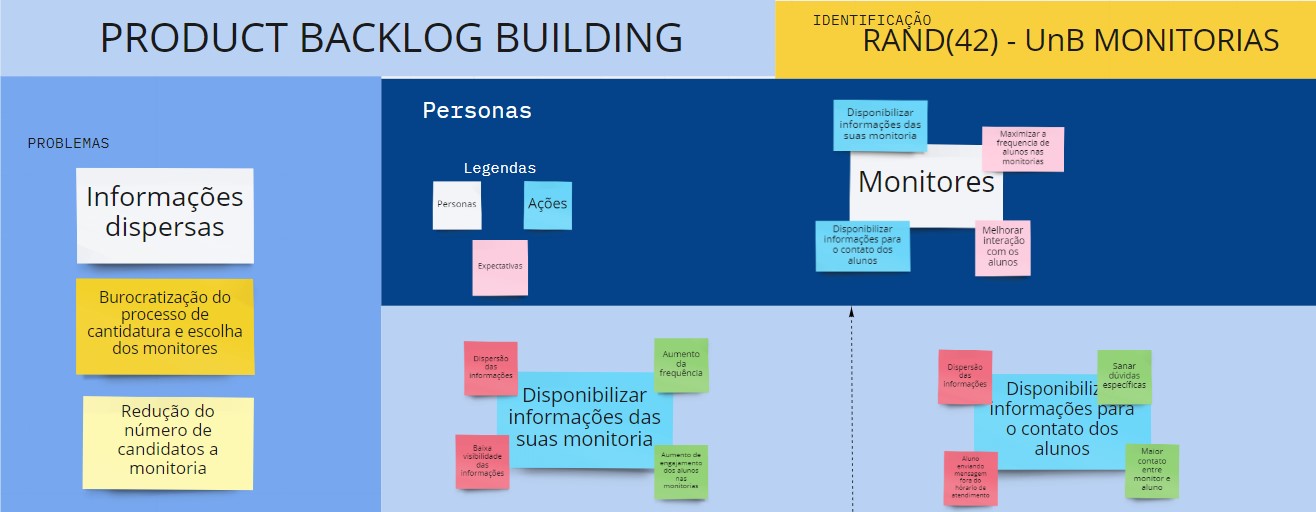 PRODUCT BACKLOG BUILDING
IDENTIFICAÇÃO
RAND(42) - UnB MONITORIAS
PROBLEMAS
Informações
dispersas
Burocratização do
processo de
cantidatura e escolha
dos monitores
Redução do
número de
candidatos a
monitoria
Personas
Legendas
Personas
Ações
Expectativas
Disponibilizar
informações das
suas monitoria
Maximizar a
frequencia de
alunos nas
monitorias
Monitores
Disponibilizar
informações para
o contato dos
alunos
Melhorar
Interação
com os
alunos
Dispersão
das
informações
Aumento
da
frequência
Disponibilizar
informações das
suas monitoria
Baixa
visibilidade
das
informações
Aumento de
engajamento
dos alunos
nas
monitorias
Dispersão
das
informações
Sanar
dúvidas
específicas
Disponibiliz
informações para
o contato dos
alunos
Aluno
enviando
mensagem
fora do
horario de
atendimento
Maior
contato
entre
monitor e
aluno